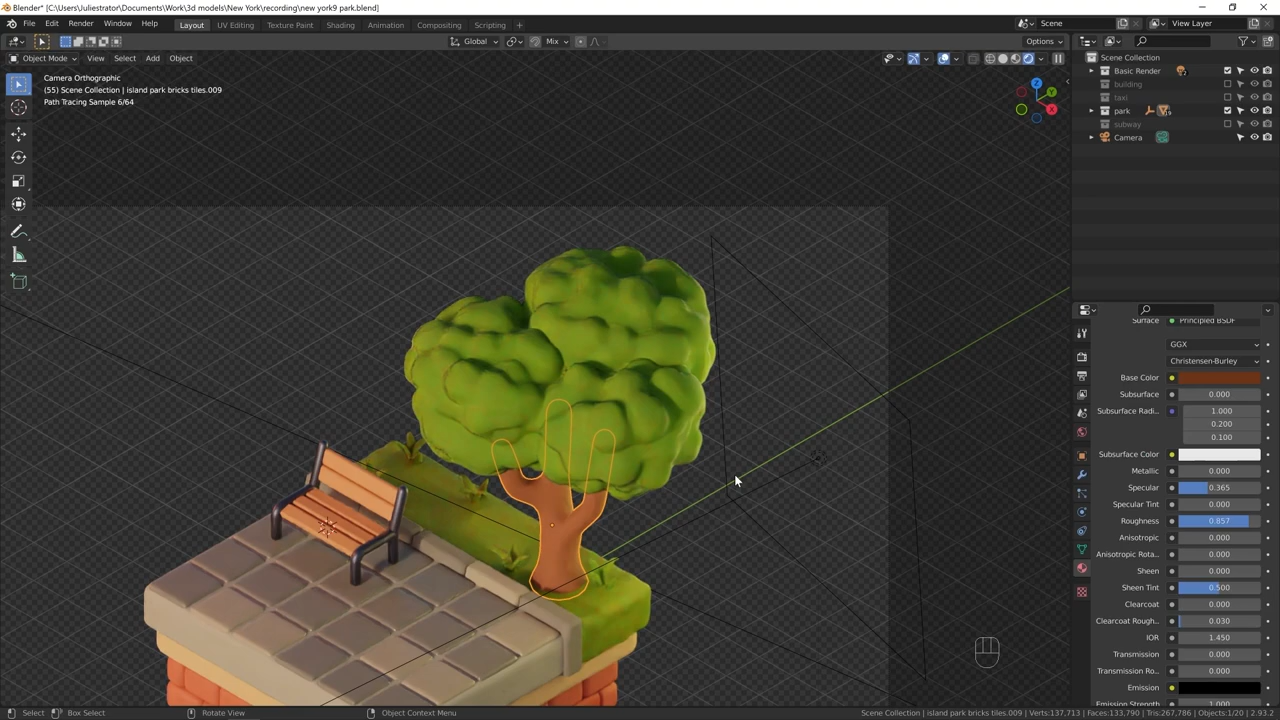 Blender* [C:\Users\Juliestrator\Documents\Work\3d models\New York\recording\new york9 park.blend]
File Edit Render Window Help Layout UV Editing Texture Paint Shading Animation Compositing Scripting Scene View Layer
Global Mix Options
Object Mode View Select Add Object
Camera Orthographic
(55) Scene Collection | island park bricks tiles.009
Path Tracing Sample 6/64
Scene Collection
Basic Render
building
taxi
park
subway
Camera
Surface Principled BSDF
GGX
Christensen-Burley
Base Color
Subsurface 0.000
Subsurface Radi... 1.000
0.200
0.100
Subsurface Color
Metallic 0.000
Specular 0.365
Specular Tint 0.000
Roughness 0.857
Anisotropic 0.000
Anisotropic Rota... 0.000
Sheen 0.000
Sheen Tint 0.500
Clearcoat 0.000
Clearcoat Rough... 0.030
IOR 1.450
Transmission 0.000
Transmission Ro... 0.000
Emission
Emission Strength 1.000
Select Box Select Rotate View Object Context Menu Scene Collection | island park bricks tiles.009 | Verts:137,713 | Faces:133,790 | Tris:267,786 | Objects:1/20 | 2.93.2